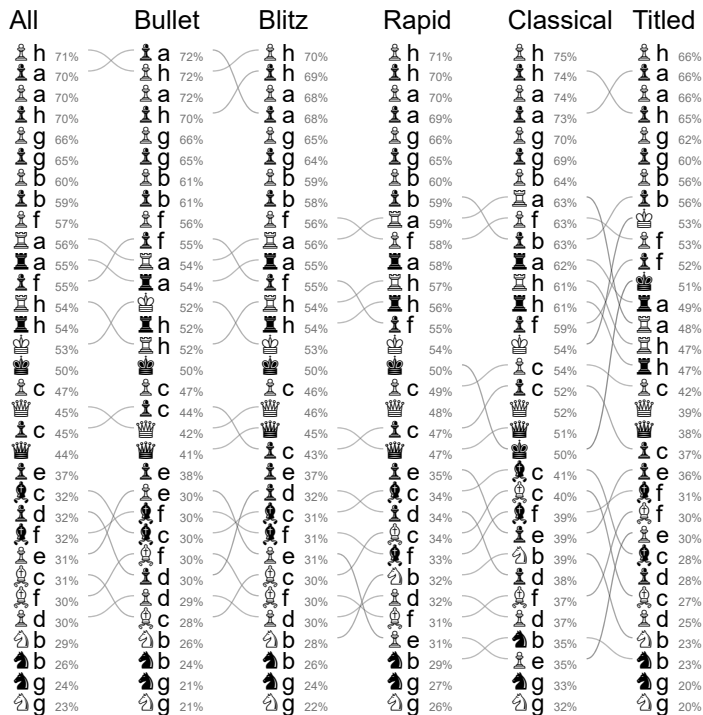 All Bullet Blitz Rapid Classical Titled
♙ h 71% ♟ a 72% ♙ h 70% ♙ h 71% ♙ h 75% ♙ h 66%
♟ a 70% ♙ h 72% ♟ h 69% ♟ h 70% ♟ h 74% ♟ a 66%
♙ a 70% ♙ a 72% ♙ a 68% ♙ a 70% ♙ a 74% ♙ a 66%
♟ h 70% ♟ h 70% ♟ a 68% ♟ a 69% ♟ a 73% ♟ h 65%
♙ g 66% ♙ g 66% ♙ g 65% ♙ g 66% ♙ g 70% ♙ g 62%
♟ g 65% ♟ g 65% ♟ g 64% ♟ g 65% ♟ g 69% ♟ g 60%
♙ b 60% ♙ b 61% ♙ b 59% ♙ b 60% ♙ b 64% ♙ b 56%
♟ b 59% ♟ b 61% ♟ b 58% ♟ b 59% ♖ a 63% ♟ b 56%
♙ f 57% ♙ f 56% ♙ f 56% ♖ a 59% ♙ f 63% ♔ 53%
♖ a 56% ♟ f 55% ♖ a 56% ♙ f 58% ♟ b 63% ♙ f 53%
♜ a 55% ♖ a 54% ♜ a 55% ♜ a 58% ♜ a 62% ♟ f 52%
♟ f 55% ♜ a 54% ♟ f 55% ♖ h 57% ♖ h 61% ♚ 51%
♖ h 54% ♔ 52% ♖ h 54% ♜ h 56% ♜ h 61% ♜ a 49%
♜ h 54% ♜ h 52% ♜ h 54% ♟ f 55% ♟ f 59% ♖ a 48%
♔ 53% ♖ h 52% ♔ 53% ♔ 54% ♔ 54% ♖ h 47%
♚ 50% ♚ 50% ♚ 50% ♚ 50% ♙ c 54% ♜ h 47%
♙ c 47% ♙ c 47% ♙ c 46% ♙ c 49% ♟ c 52% ♙ c 42%
♕ 45% ♟ c 44% ♕ 46% ♕ 48% ♕ 52% ♕ 39%
♟ c 45% ♕ 42% ♛ 45% ♟ c 47% ♛ 51% ♛ 38%
♛ 44% ♛ 41% ♟ c 43% ♛ 47% ♚ 50% ♟ c 37%
♟ e 37% ♟ e 38% ♟ e 37% ♟ e 35% ♝ c 41% ♟ e 36%
♝ c 32% ♙ e 30% ♟ d 32% ♝ c 34% ♗ c 40% ♝ f 31%
♟ d 32% ♝ f 30% ♝ c 31% ♟ d 34% ♝ f 39% ♗ f 30%
♝ f 32% ♝ c 30% ♝ f 31% ♗ c 34% ♟ e 39% ♙ e 30%
♙ e 31% ♗ f 30% ♙ e 31% ♝ f 33% ♘ b 39% ♝ c 28%
♗ c 31% ♟ d 30% ♗ c 30% ♘ b 32% ♟ d 38% ♟ d 28%
♗ f 30% ♙ d 29% ♗ f 30% ♙ d 32% ♗ f 37% ♗ c 27%
♙ d 30% ♗ c 28% ♙ d 30% ♗ f 31% ♙ d 37% ♙ d 25%
♘ b 29% ♘ b 26% ♘ b 28% ♙ e 31% ♞ b 35% ♘ b 23%
♞ b 26% ♞ b 24% ♞ b 26% ♞ b 29% ♙ e 35% ♞ b 23%
♞ g 24% ♞ g 21% ♞ g 24% ♞ g 27% ♞ g 33% ♞ g 20%
♘ g 23% ♘ g 21% ♘ g 22% ♘ g 26% ♘ g 32% ♘ g 20%